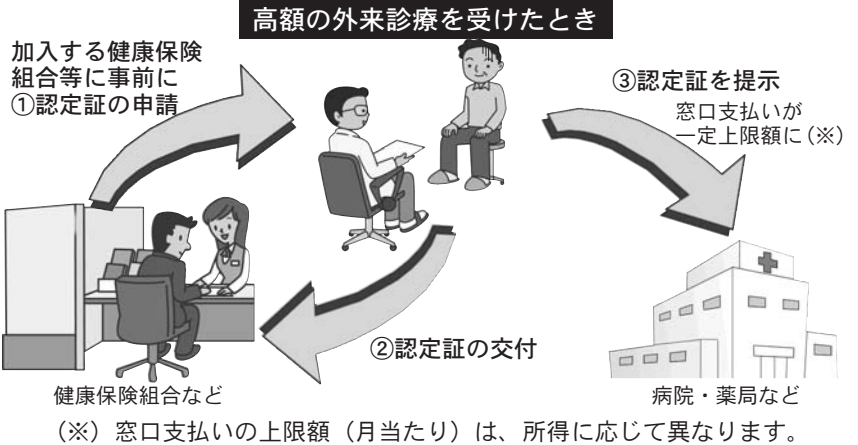 高額の外来診療を受けたとき
加入する健康保険
組合等に事前に
①認定証の申請
③認定証を提示
窓口支払いが
一定上限額に(※)
②認定証の交付
健康保険組合など
病院・薬局など
(※)窓口支払いの上限額(月当たり)は、所得に応じて異なります。